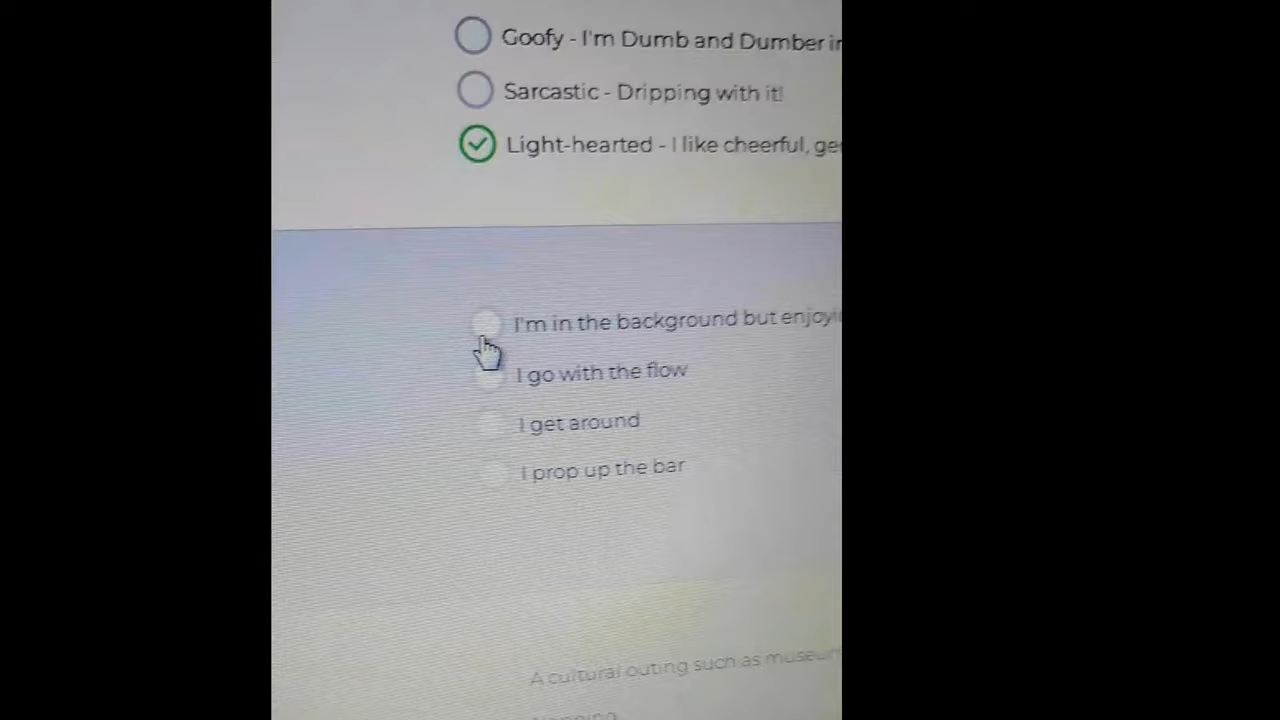 Goofy - I'm Dumb and Dumber in
Sarcastic - Dripping with it!
Light-hearted - I like cheerful, ge
I'm in the background but enjoyi
I go with the flow
I get around
I prop up the bar
A cultural outing such as museum